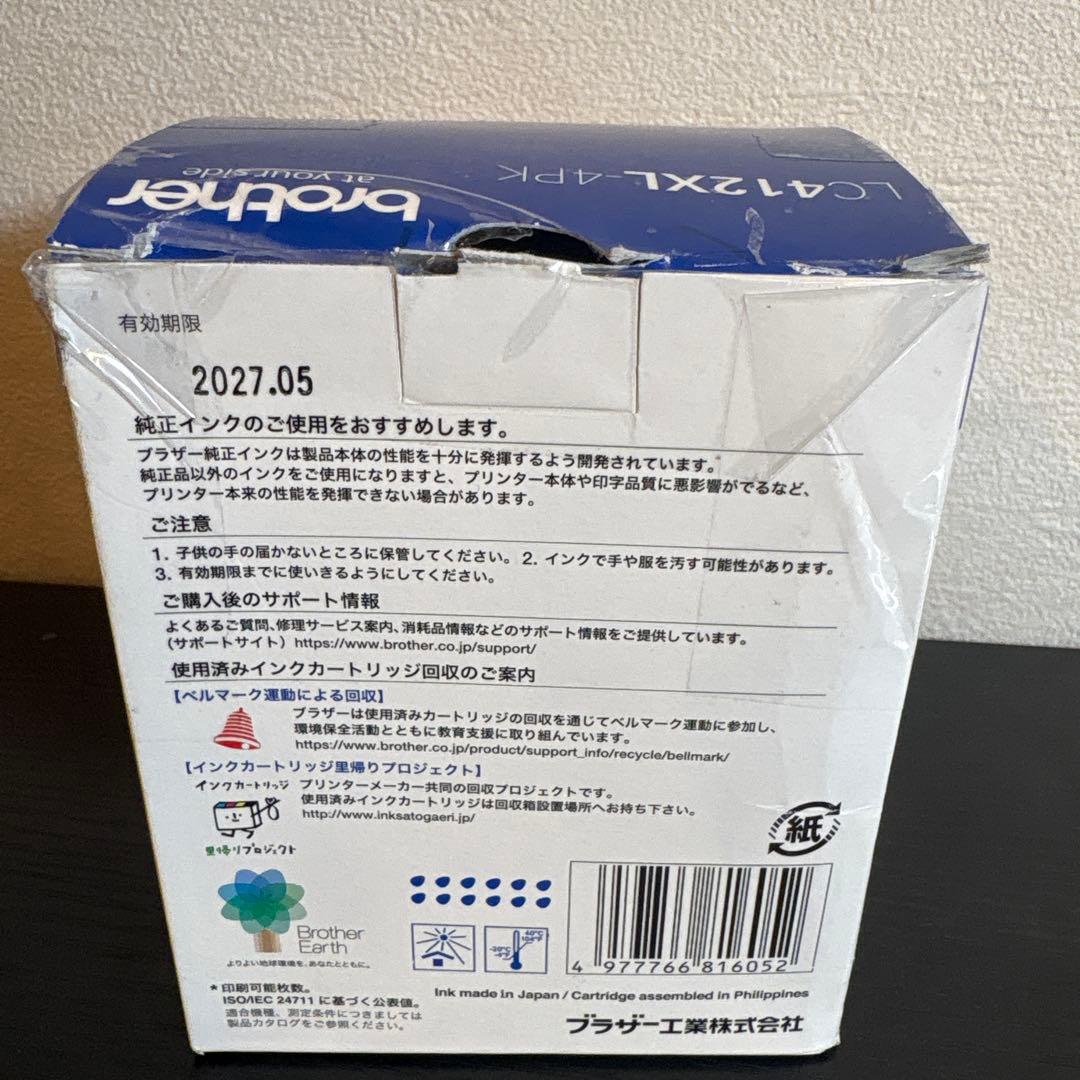 LC412XL-4PK
brother
at your side
有効期限
2027.05
純正インクのご使用をおすすめします。
ブラザー純正インクは製品本体の性能を十分に発揮するよう開発されています。
純正品以外のインクをご使用になりますと、プリンター本体や印字品質に悪影響がでるなど、
プリンター本来の性能を発揮できない場合があります。
ご注意
1. 子供の手の届かないところに保管してください。 2. インクで手や服を汚す可能性があります。
3. 有効期限までに使いきるようにしてください。
ご購入後のサポート情報
よくあるご質問、修理サービス案内、消耗品情報などのサポート情報をご提供しています。
(サポートサイト) https://www.brother.co.jp/support/
使用済みインクカートリッジ回収のご案内
【ベルマーク運動による回収】
ブラザーは使用済みカートリッジの回収を通じてベルマーク運動に参加し、
環境保全活動とともに教育支援に取り組んでいます。
https://www.brother.co.jp/product/support_info/recycle/bellmark/
【インクカートリッジ里帰りプロジェクト】
インクカートリッジ
里帰りプロジェクト
プリンターメーカー共同の回収プロジェクトです。
使用済みインクカートリッジは回収箱設置場所へお持ち下さい。
http://www.inksatogaeri.jp/
紙
Brother
Earth
よりよい地球環境を、あなたとともに。
40°C
104°F
-20°C
-4°F
4 977766 816052
* 印刷可能枚数。
ISO/IEC 24711 に基づく公表値。
適合機種、測定条件につきましては
製品カタログをご参照ください。
Ink made in Japan / Cartridge assembled in Philippines
ブラザー工業株式会社